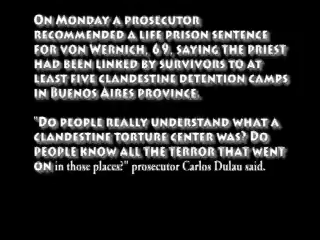 On Monday a prosecutor
recommended a life prison sentence
for von Wernich, 69, saying the priest
had been linked by survivors to at
least five clandestine detention camps
in Buenos Aires province.

"Do people really understand what a
clandestine torture center was? Do
people know all the terror that went
on in those places?" prosecutor Carlos Dulau said.